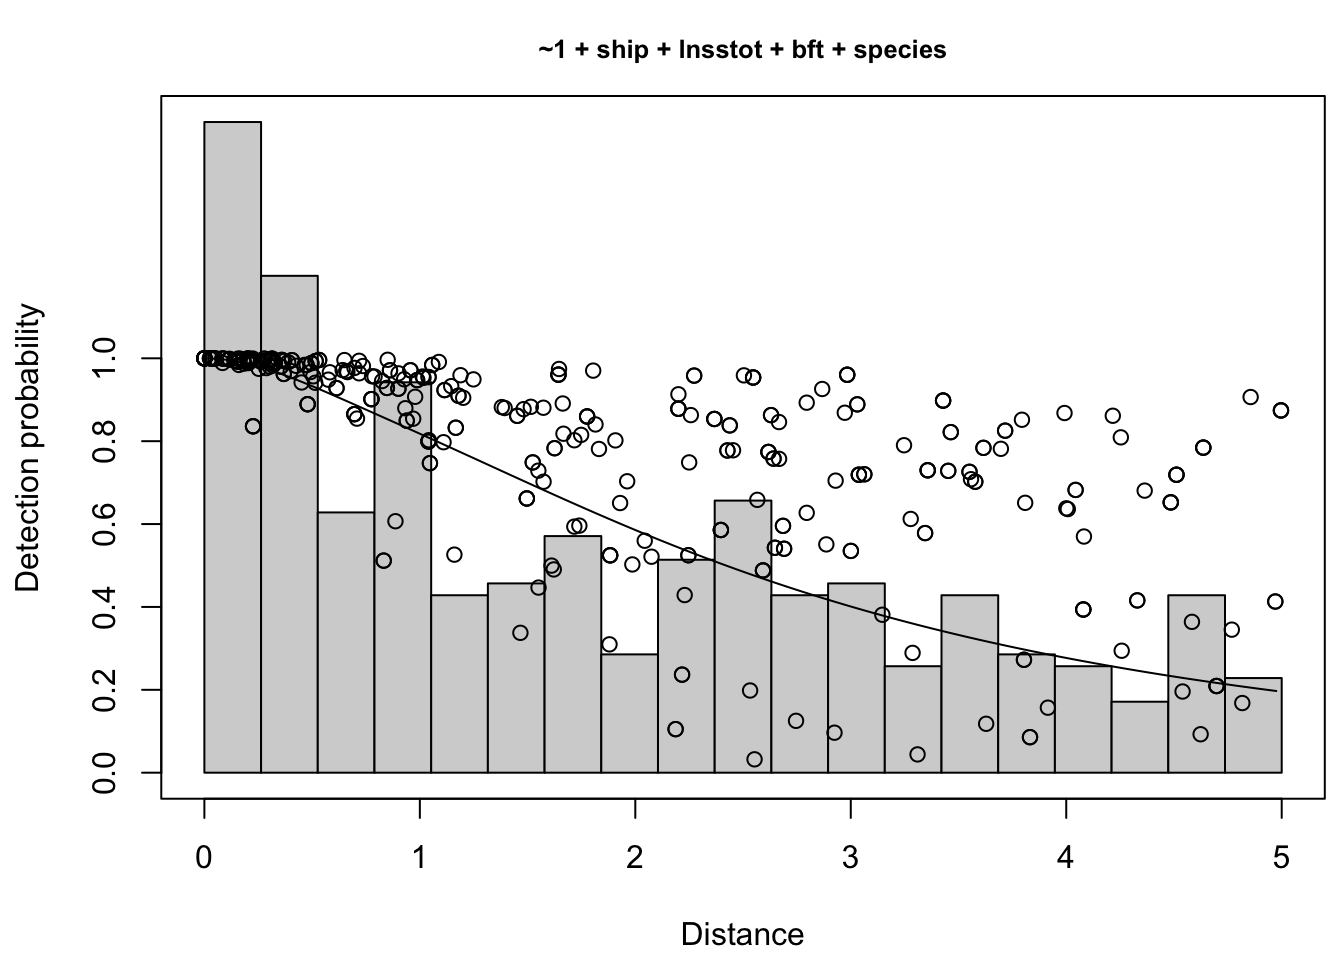 ~1 + ship + lnsstot + bft + species
Detection probability
1.0
0.8
0.6
0.4
0.2
0.0
0 1 2 3 4 5
Distance